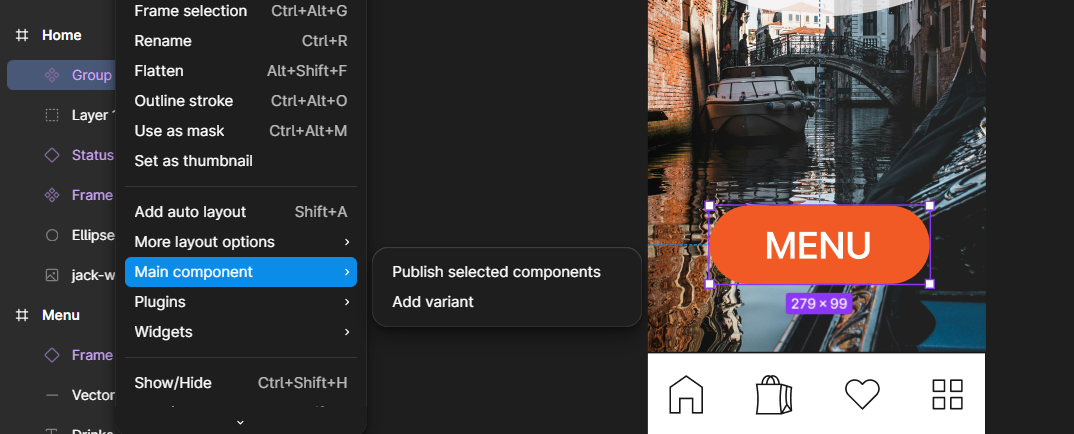 Home
Group
Layer
Status
Frame
Ellipse
jack-w
Menu
Frame
Vector
Frame selection Ctrl+Alt+G
Rename Ctrl+R
Flatten Alt+Shift+F
Outline stroke Ctrl+Alt+O
Use as mask Ctrl+Alt+M
Set as thumbnail
Add auto layout Shift+A
More layout options
Main component
Plugins
Widgets
Show/Hide Ctrl+Shift+H
Publish selected components
Add variant
MENU
279 × 99